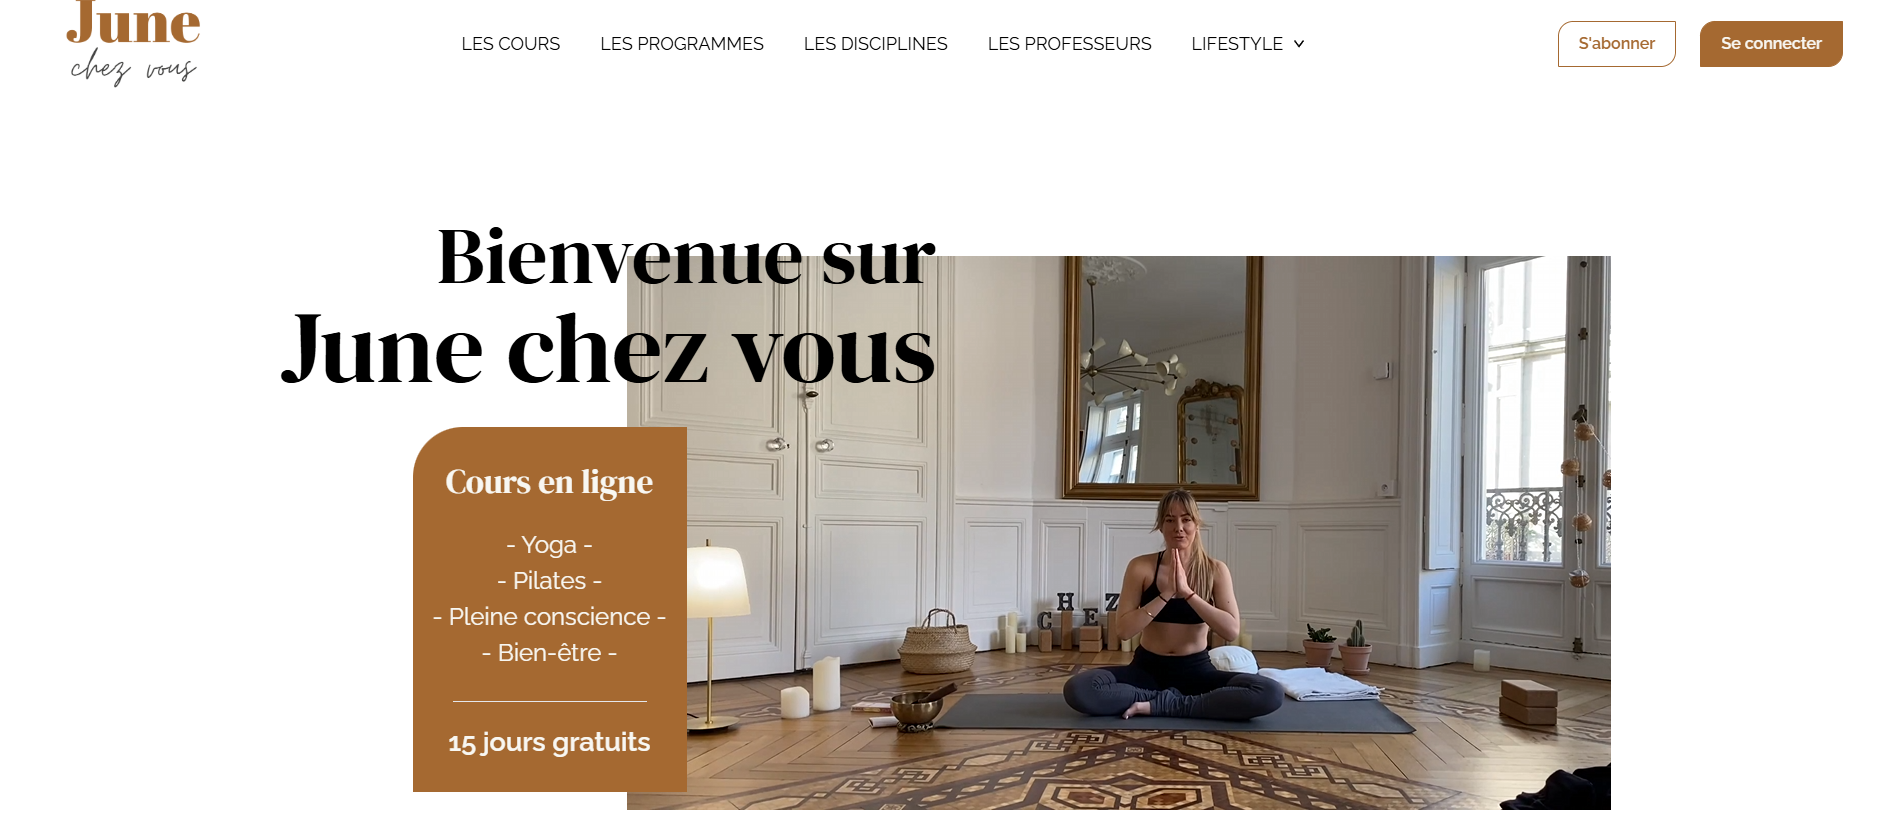 June
chez vous
LES COURS
LES PROGRAMMES
LES DISCIPLINES
LES PROFESSEURS
LIFESTYLE
S'abonner
Se connecter
Bienvenue sur
June chez vous
Cours en ligne
- Yoga -
- Pilates -
- Pleine conscience -
- Bien-être -
15 jours gratuits
CHEZ